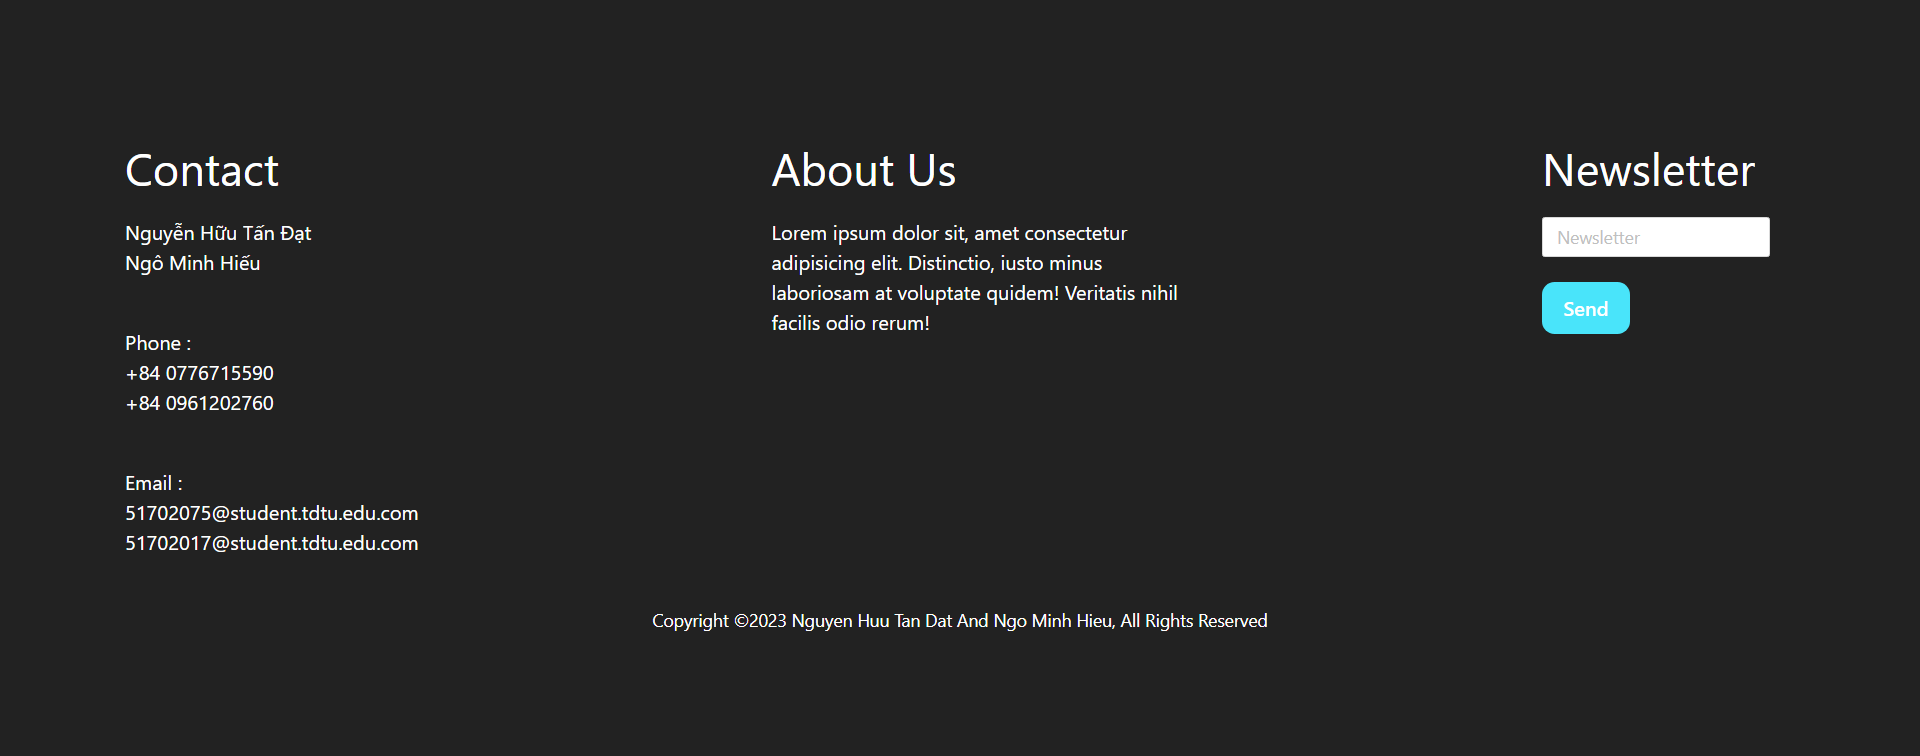 Contact
Nguyễn Hữu Tấn Đạt
Ngô Minh Hiếu
Phone :
+84 0776715590
+84 0961202760
Email :
51702075@student.tdtu.edu.com
51702017@student.tdtu.edu.com
About Us
Lorem ipsum dolor sit, amet consectetur
adipisicing elit. Distinctio, iusto minus
laboriosam at voluptate quidem! Veritatis nihil
facilis odio rerum!
Newsletter
Newsletter
Send
Copyright ©2023 Nguyen Huu Tan Dat And Ngo Minh Hieu, All Rights Reserved